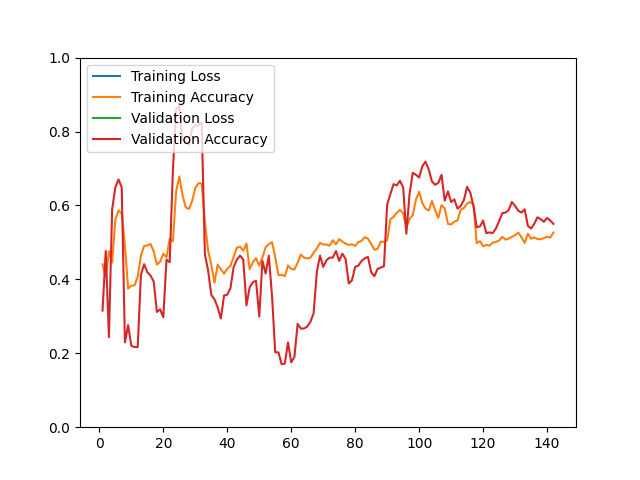 Training Loss
Training Accuracy
Validation Loss
Validation Accuracy
1.0
0.8
0.6
0.4
0.2
0.0
0 20 40 60 80 100 120 140